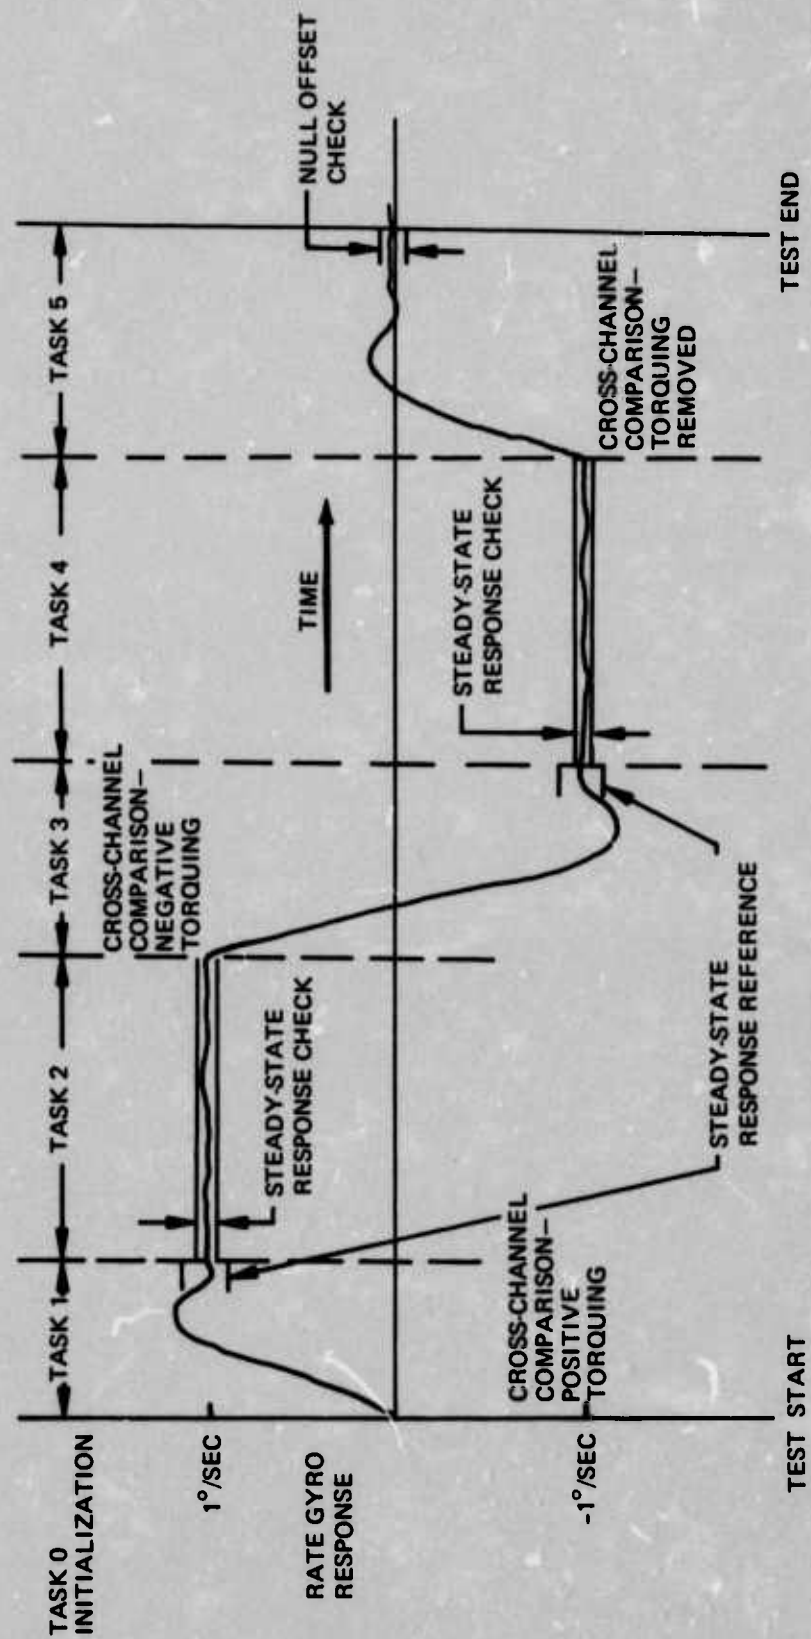 TASK 0
INITIALIZATION
TASK 1
TASK 2
TASK 3
TASK 4
TASK 5
1°/SEC
RATE GYRO
RESPONSE
-1°/SEC
STEADY-STATE
RESPONSE CHECK
CROSS-CHANNEL
COMPARISON–
NEGATIVE
TORQUING
TIME
NULL OFFSET
CHECK
CROSS-CHANNEL
COMPARISON–
POSITIVE
TORQUING
STEADY-STATE
RESPONSE CHECK
CROSS-CHANNEL
COMPARISON–
TORQUING
REMOVED
STEADY-STATE
RESPONSE REFERENCE
TEST START
TEST END